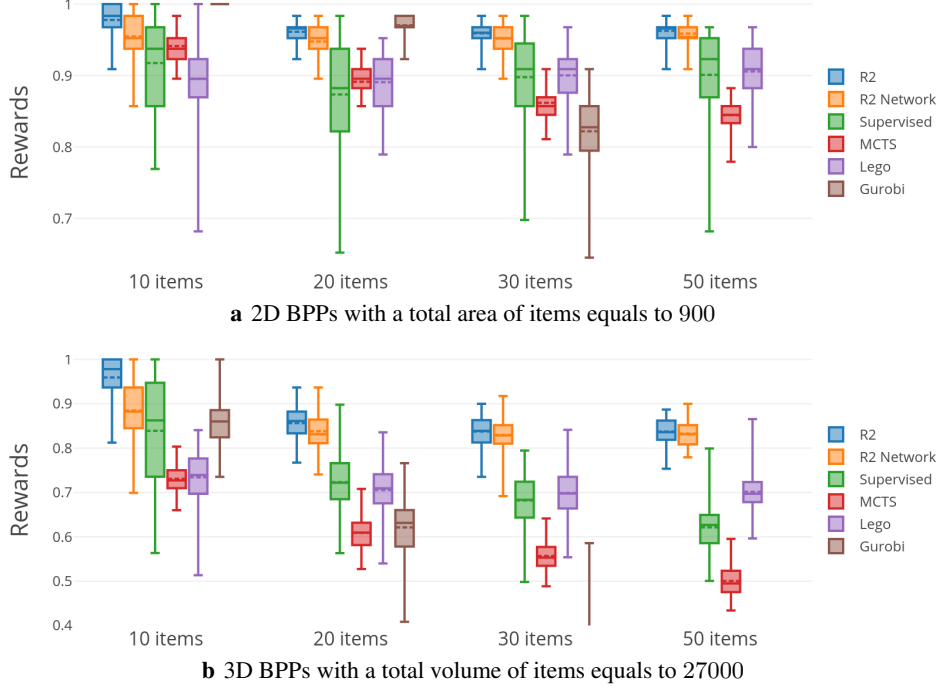 1
0.9
0.8
0.7
Rewards
10 items
20 items
30 items
50 items
R2
R2 Network
Supervised
MCTS
Lego
Gurobi
a 2D BPPs with a total area of items equals to 900
1
0.9
0.8
0.7
0.6
0.5
0.4
Rewards
10 items
20 items
30 items
50 items
R2
R2 Network
Supervised
MCTS
Lego
Gurobi
b 3D BPPs with a total volume of items equals to 27000